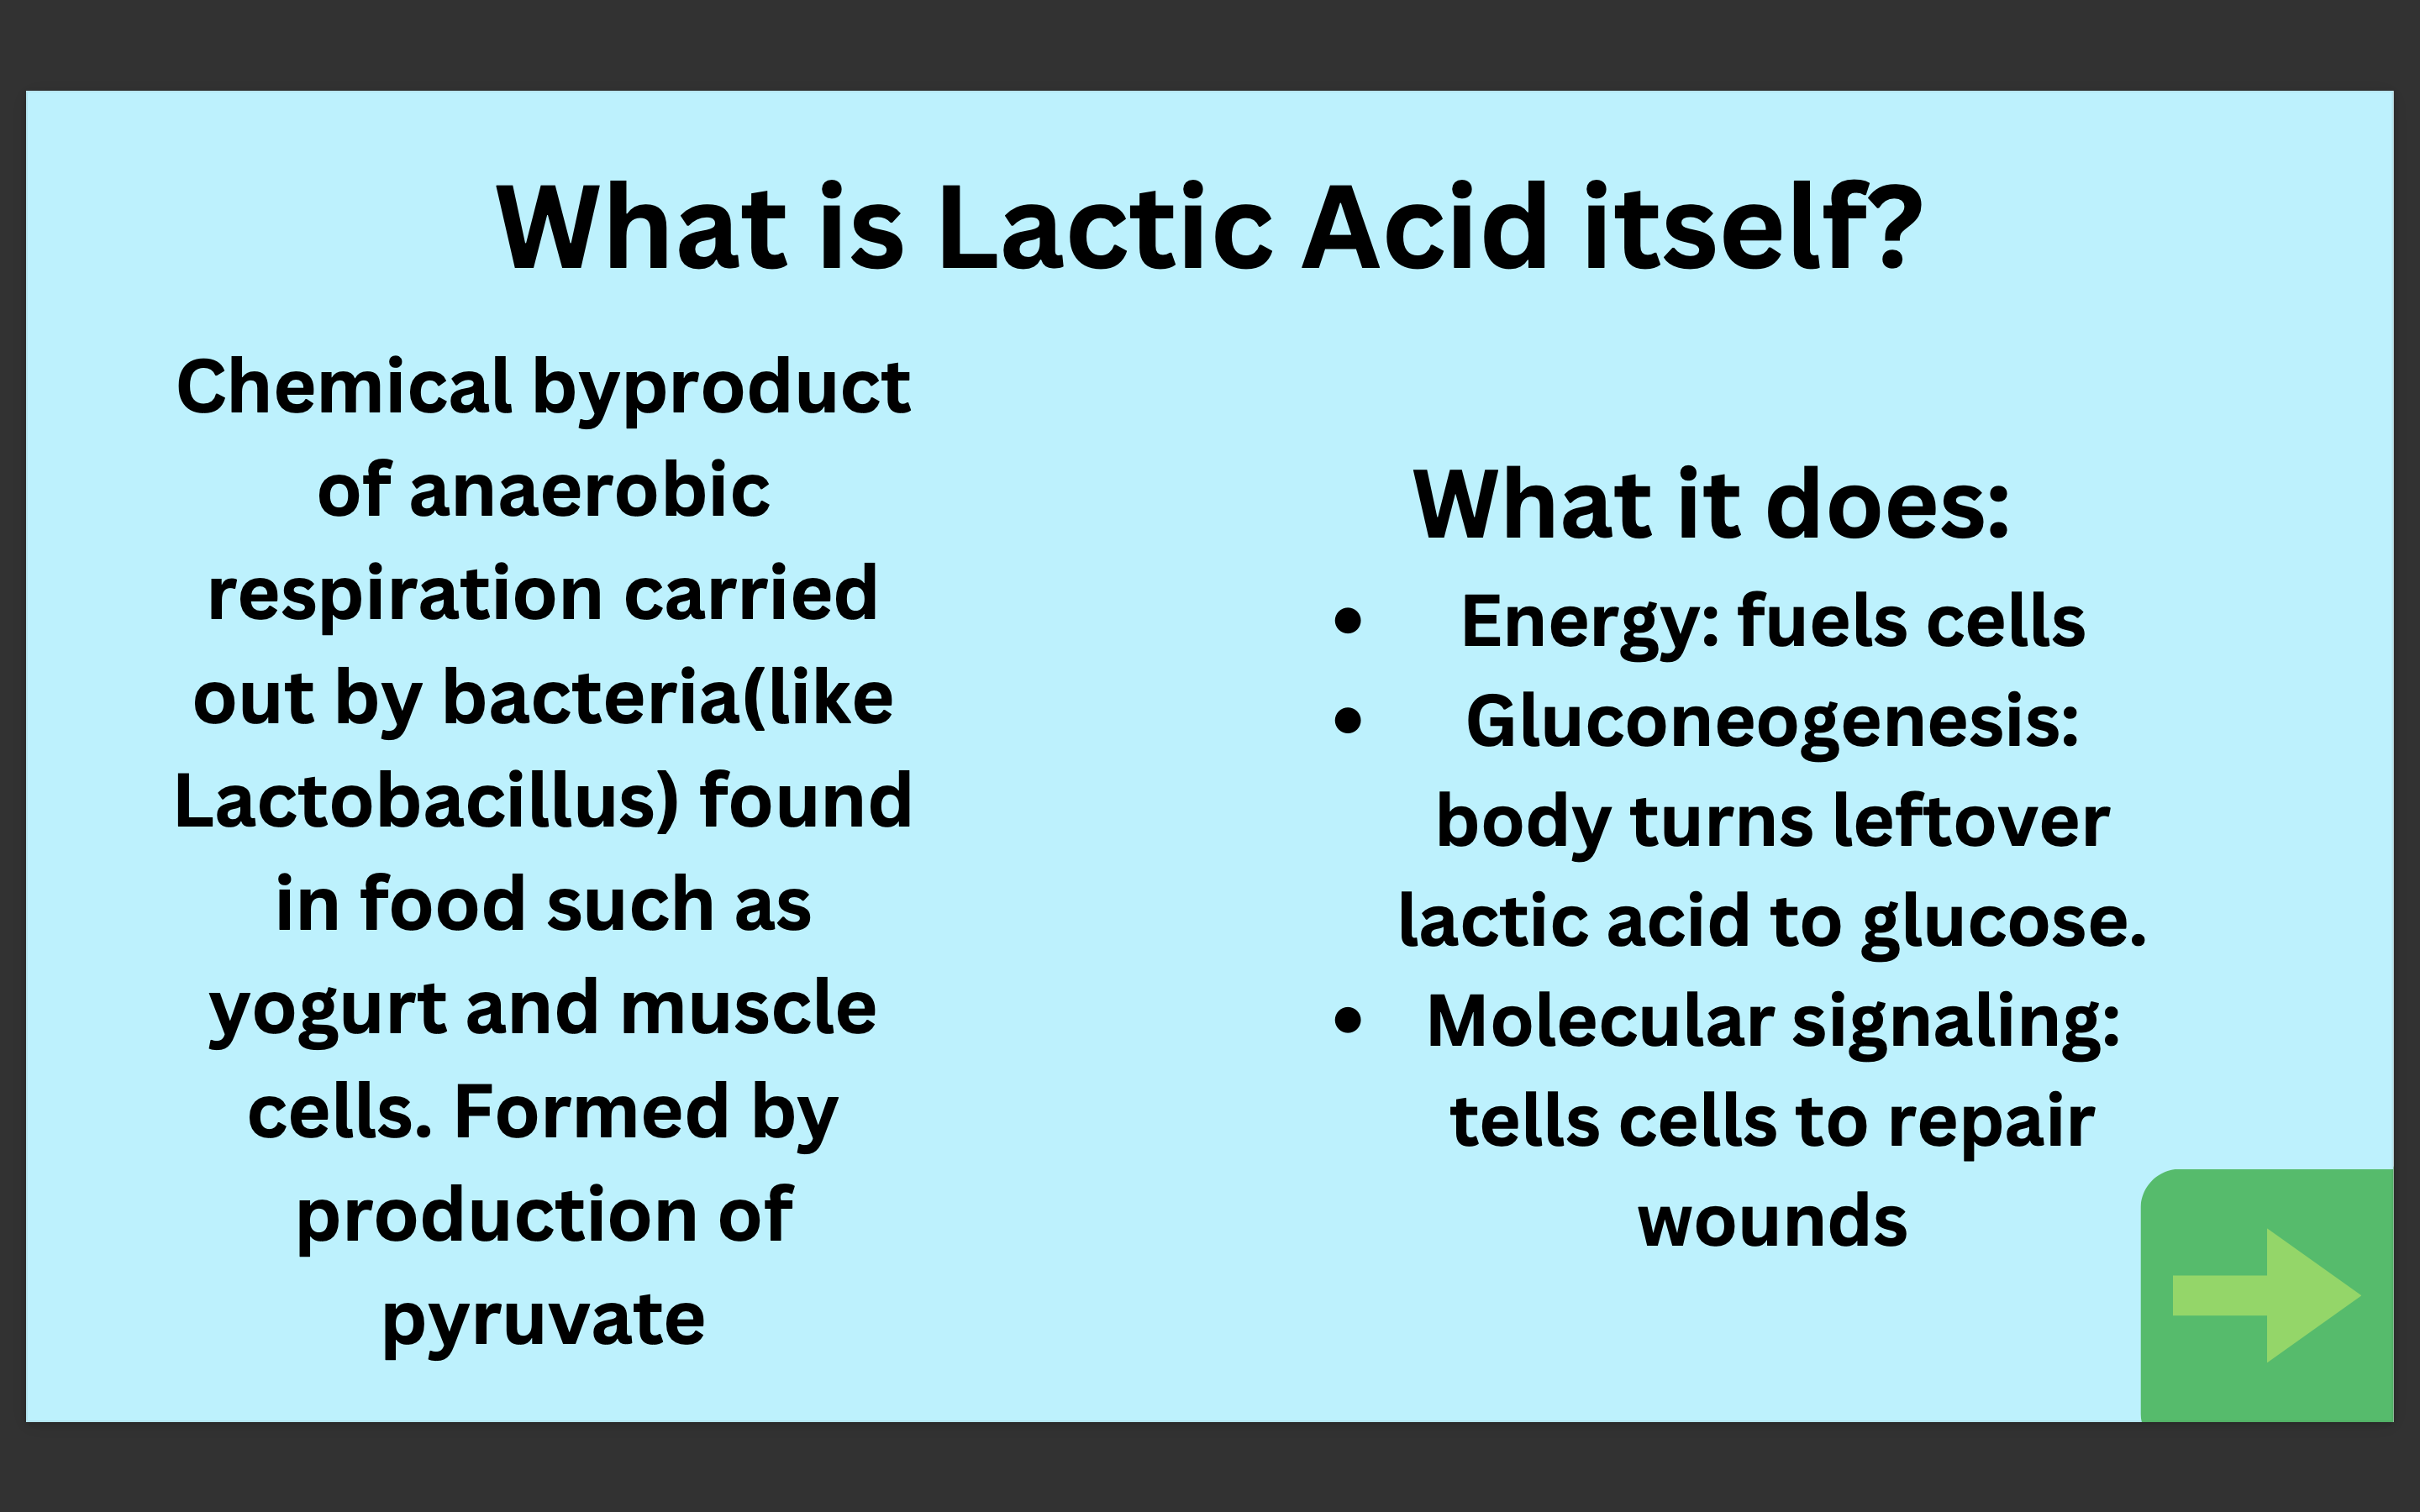 What is Lactic Acid itself?
Chemical byproduct
of anaerobic
respiration carried
out by bacteria(like
Lactobacillus) found
in food such as
yogurt and muscle
cells. Formed by
production of
pyruvate
What it does:
• Energy: fuels cells
• Gluconeogenesis:
body turns leftover
lactic acid to glucose.
• Molecular signaling:
tells cells to repair
wounds